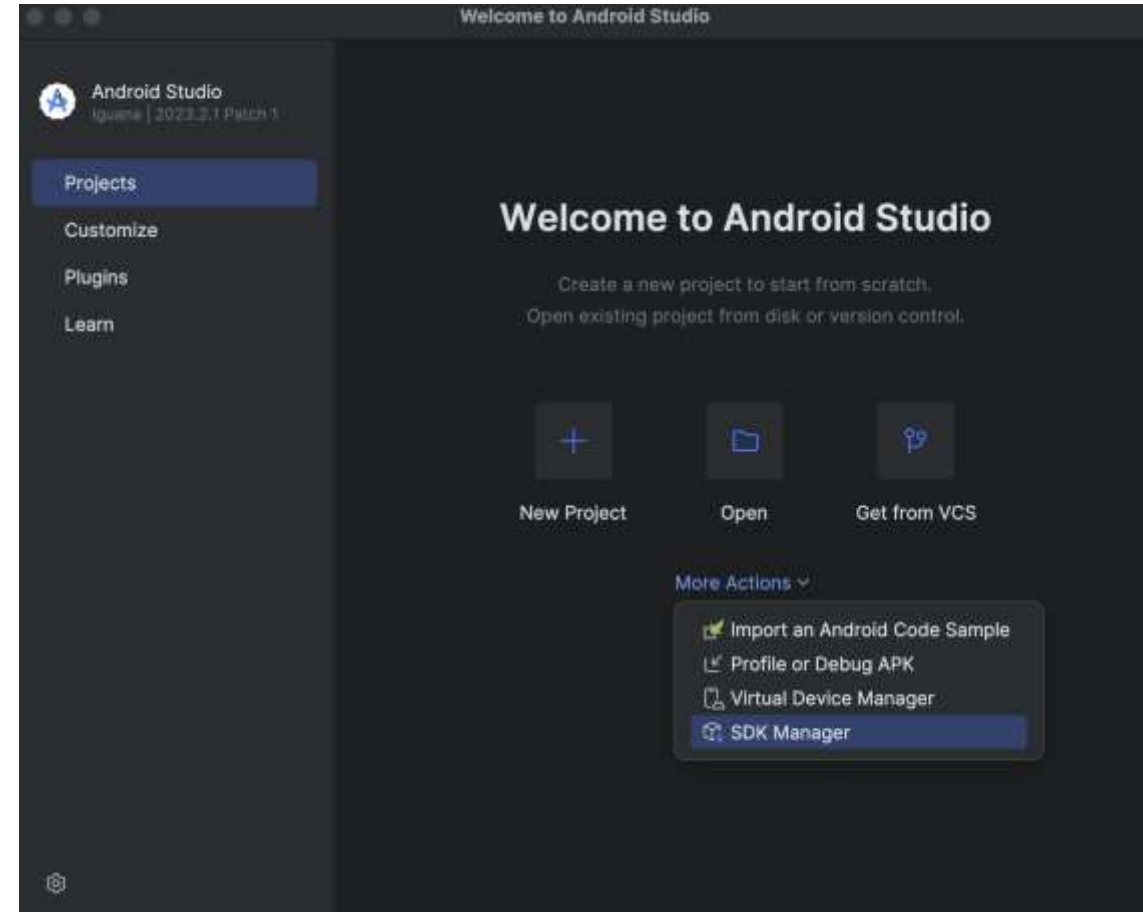 Welcome to Android Studio
Android Studio
Iguana | 2023.2.1 Patch 1
Projects
Customize
Plugins
Learn
Welcome to Android Studio
Create a new project to start from scratch.
Open existing project from disk or version control.
New Project
Open
Get from VCS
More Actions
Import an Android Code Sample
Profile or Debug APK
Virtual Device Manager
SDK Manager